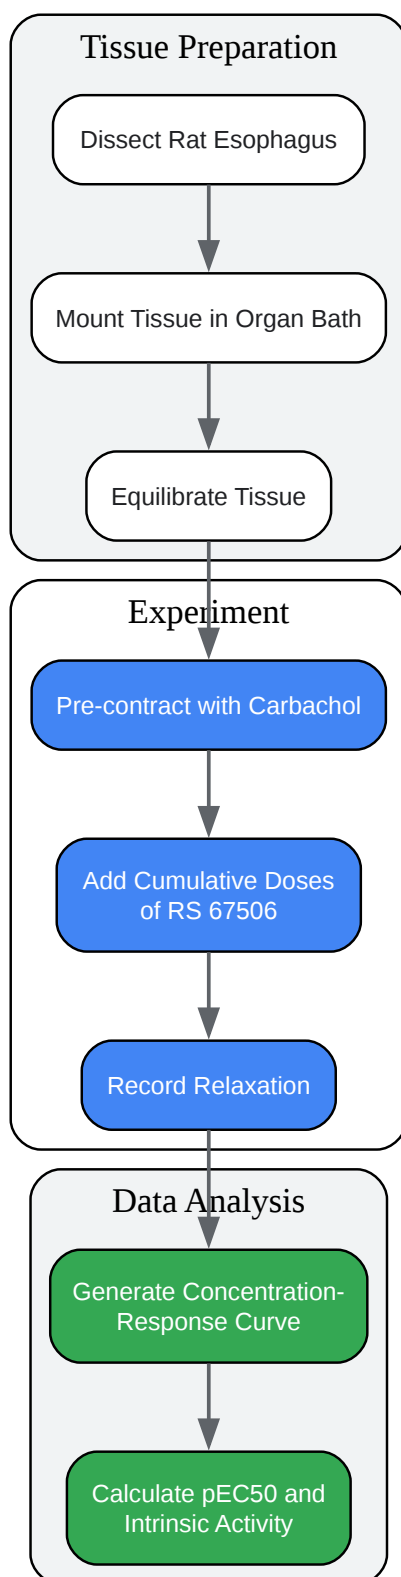 Tissue Preparation
Dissect Rat Esophagus
Mount Tissue in Organ Bath
Equilibrate Tissue
Experiment
Pre-contract with Carbachol
Add Cumulative Doses
of RS 67506
Record Relaxation
Data Analysis
Generate Concentration-
Response Curve
Calculate pEC50 and
Intrinsic Activity